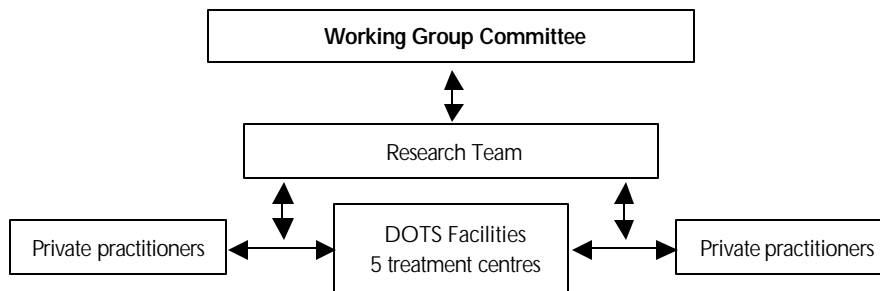 Working Group Committee
Research Team
Private practitioners
DOTS Facilities
5 treatment centres
Private practitioners